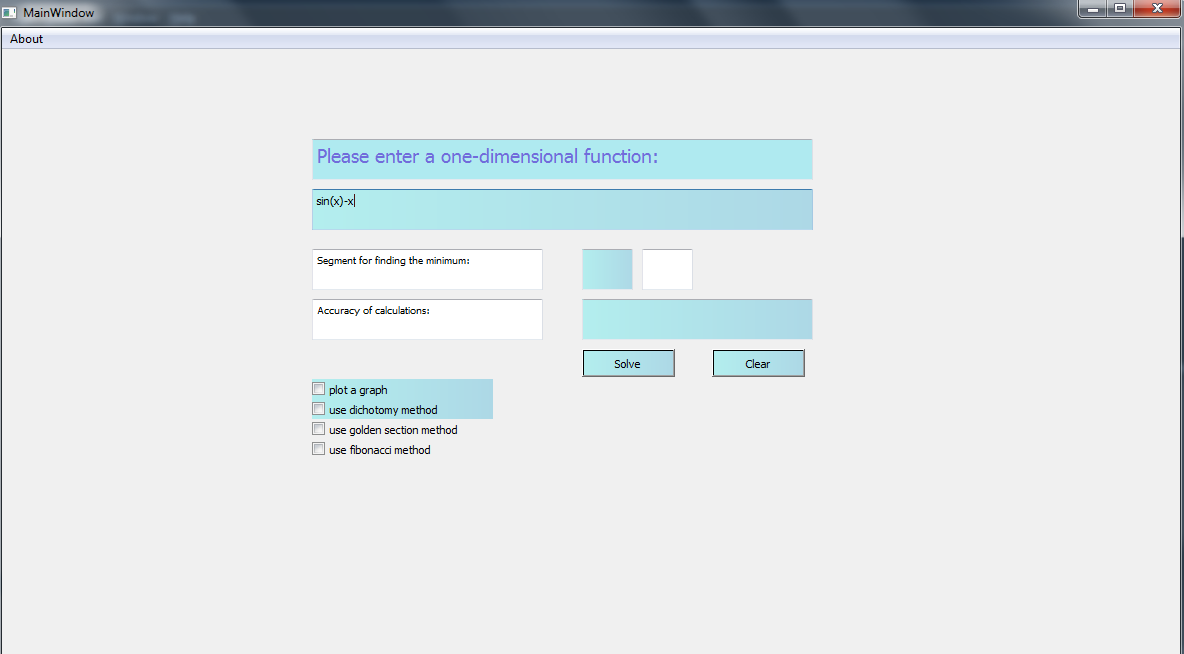 MainWindow
About
Please enter a one-dimensional function:
sin(x)-x
Segment for finding the minimum:
Accuracy of calculations:
Solve Clear
plot a graph
use dichotomy method
use golden section method
use fibonacci method